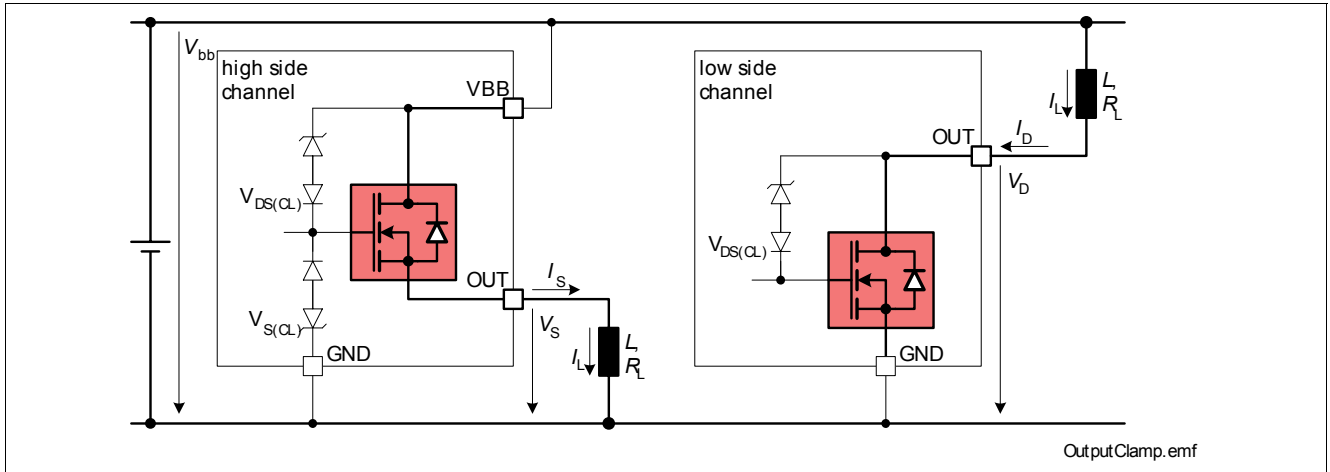 Vbb
high side
channel
VBB
VDS(CL)
OUT
IS
VS(CL)
VS
GND
IL
L,
RL
low side
channel
OUT
ID
IL
L,
RL
VD
VDS(CL)
GND
OutputClamp.emf